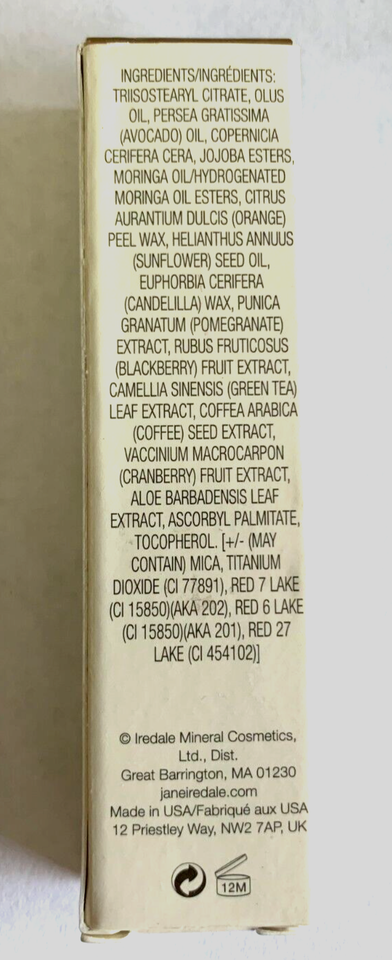 INGREDIENTS/INGRÉDIENTS:
TRIISOSTEARYL CITRATE, OLUS
OIL, PERSEA GRATISSIMA
(AVOCADO) OIL, COPERNICIA
CERIFERA CERA, JOJOBA ESTERS,
MORINGA OIL/HYDROGENATED
MORINGA OIL ESTERS, CITRUS
AURANTIUM DULCIS (ORANGE)
PEEL WAX, HELIANTHUS ANNUUS
(SUNFLOWER) SEED OIL,
EUPHORBIA CERIFERA
(CANDELILLA) WAX, PUNICA
GRANATUM (POMEGRANATE)
EXTRACT, RUBUS FRUTICOSUS
(BLACKBERRY) FRUIT EXTRACT,
CAMELLIA SINENSIS (GREEN TEA)
LEAF EXTRACT, COFFEA ARABICA
(COFFEE) SEED EXTRACT,
VACCINIUM MACROCARPON
(CRANBERRY) FRUIT EXTRACT,
ALOE BARBADENSIS LEAF
EXTRACT, ASCORBYL PALMITATE,
TOCOPHEROL. [+/- (MAY
CONTAIN) MICA, TITANIUM
DIOXIDE (CI 77891), RED 7 LAKE
(CI 15850)(AKA 202), RED 6 LAKE
(CI 15850)(AKA 201), RED 27
LAKE (CI 454102)]
© Iredale Mineral Cosmetics,
Ltd., Dist.
Great Barrington, MA 01230
janeiredale.com
Made in USA/Fabriqué aux USA
12 Priestley Way, NW2 7AP, UK
12M